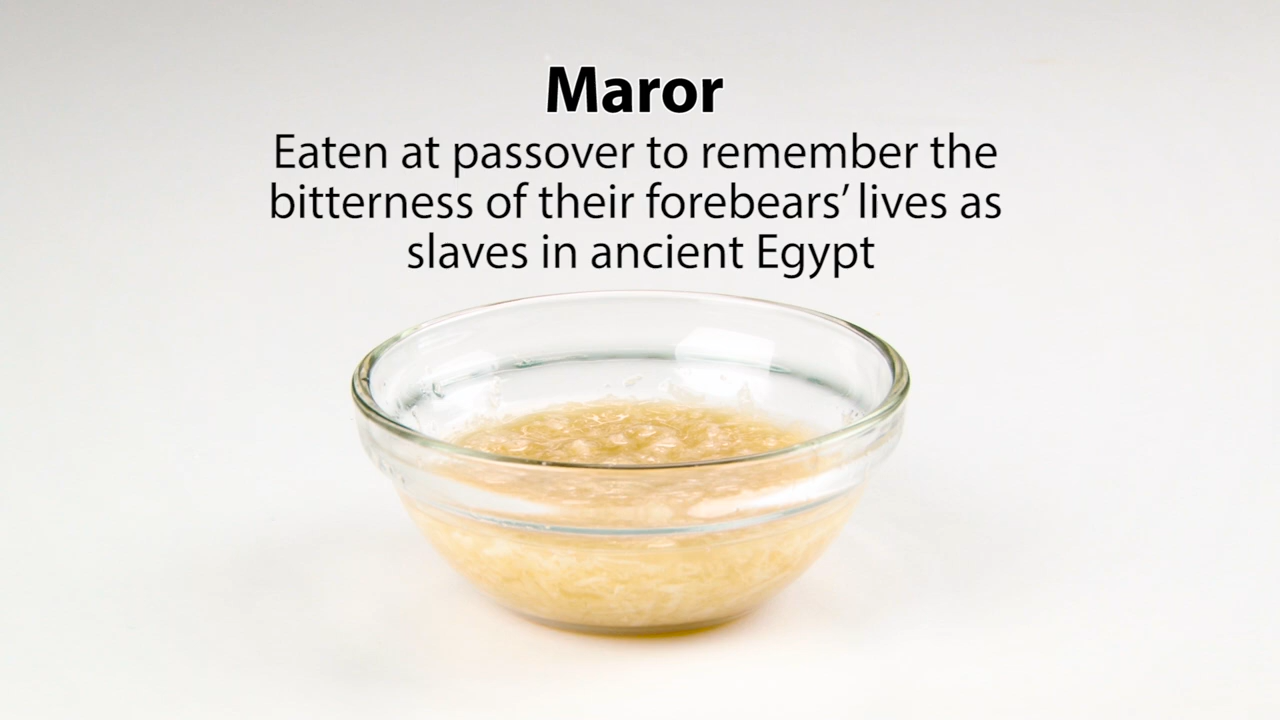 Maror
Eaten at passover to remember the
bitterness of their forebears’ lives as
slaves in ancient Egypt